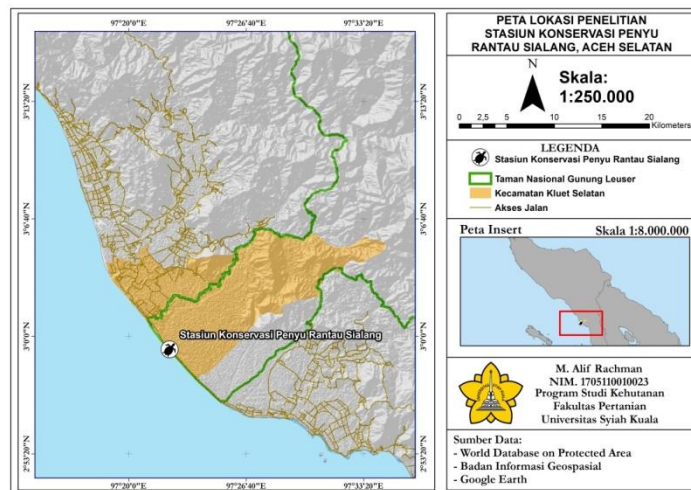 97°20'0"E
97°26'40"E
97°33'20"E
3°13'20"N
3°13'20"N
3°6'40"N
3°6'40"N
3°0'0"N
3°0'0"N
2°53'20"N
2°53'20"N
Stasiun Konservasi Penyu Rantau Sialang
97°20'0"E
97°26'40"E
97°33'20"E
PETA LOKASI PENELITIAN
STASIUN KONSERVASI PENYU
RANTAU SIALANG, ACEH SELATAN
N
Skala:
1:250.000
0 2,5 5 10 15 20
Kilometers
LEGENDA
Stasiun Konservasi Penyu Rantau Sialang
Taman Nasional Gunung Leuser
Kecamatan Kluet Selatan
Akses Jalan
Peta Insert Skala 1:8.000.000
M. Alif Rachman
NIM. 1705110010023
Program Studi Kehutanan
Fakultas Pertanian
Universitas Syiah Kuala
Sumber Data:
- World Database on Protected Area
- Badan Informasi Geospasial
- Google Earth